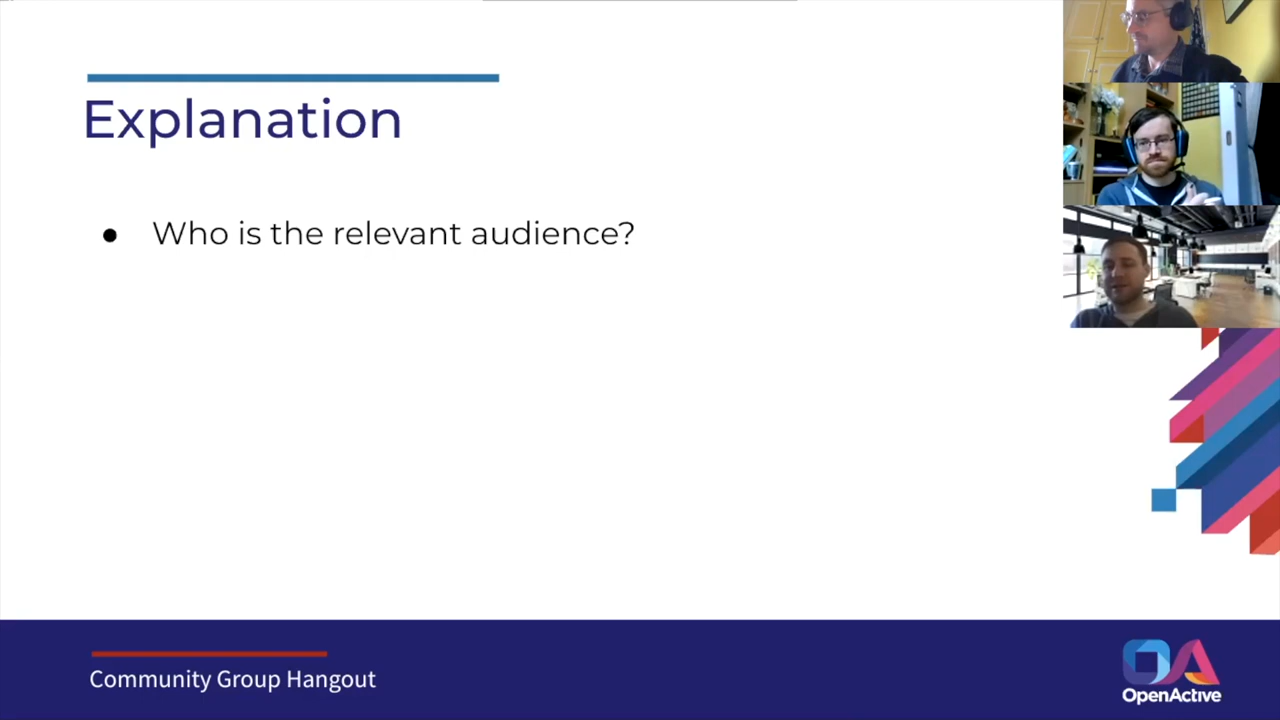 Explanation
● Who is the relevant audience?
Community Group Hangout
OpenActive